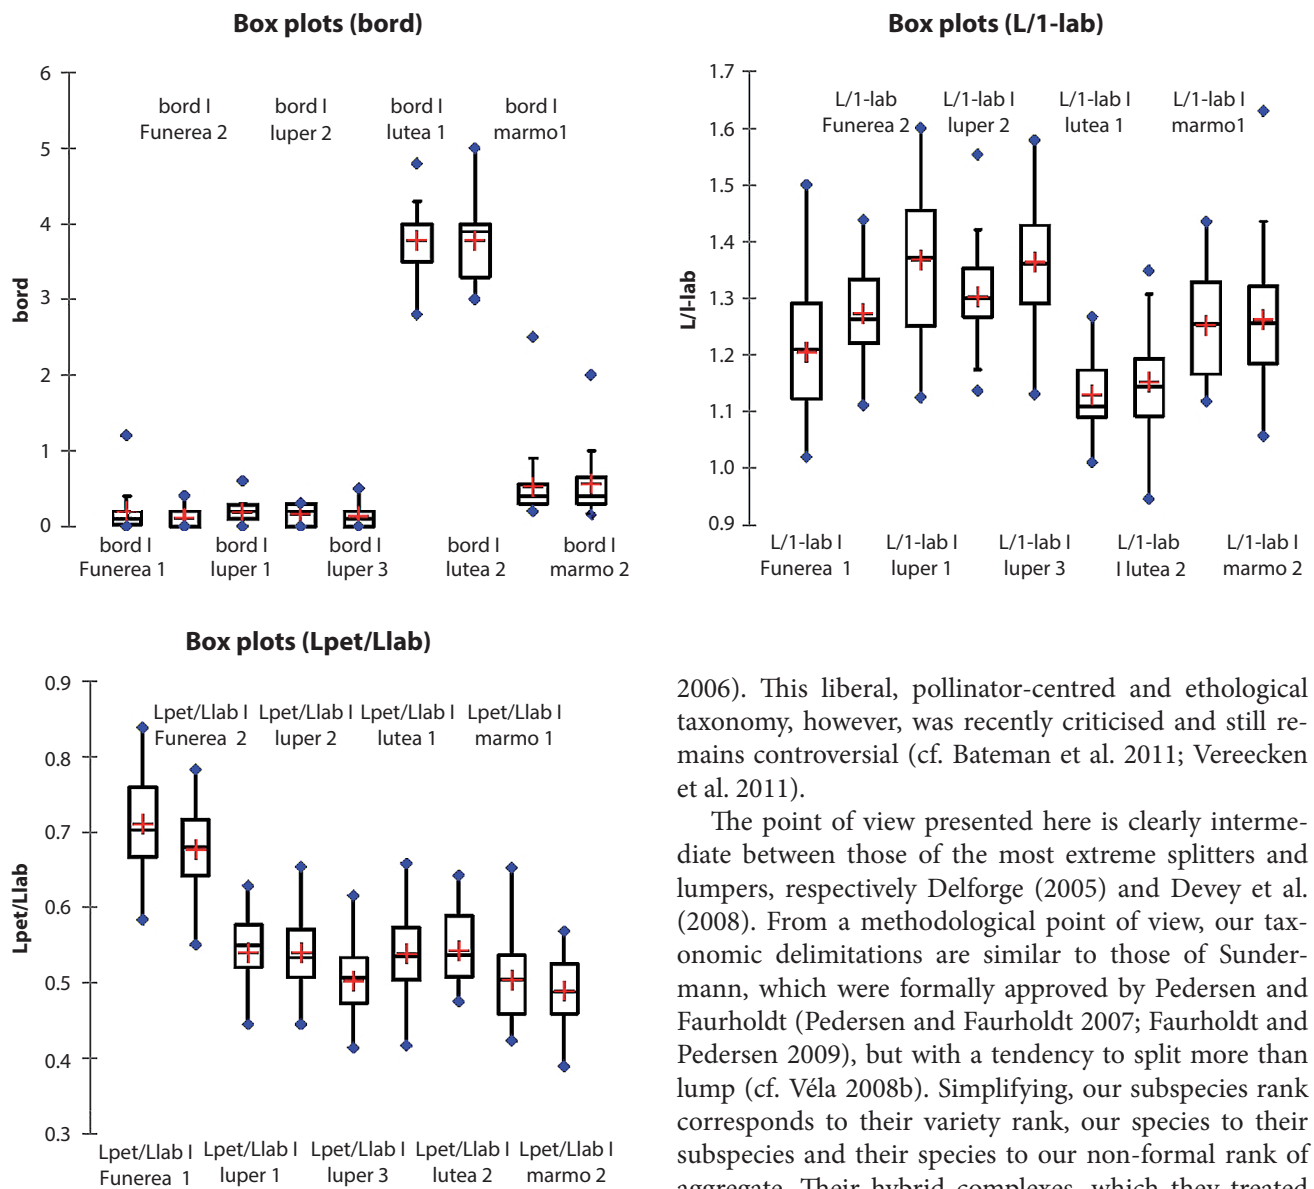 Box plots (bord)
6
5
4
3
2
1
0
bord
bord I
Funerea 2
bord I
luper 2
bord I
lutea 1
bord I
marmo1
bord I
Funerea 1
bord I
luper 1
bord I
luper 3
bord I
lutea 2
bord I
marmo 2
Box plots (L/1-lab)
1.7
1.6
1.5
1.4
1.3
1.2
1.1
1.0
0.9
L/l-lab
L/1-lab
Funerea 2
L/1-lab I
luper 2
L/1-lab I
lutea 1
L/1-lab I
marmo1
L/1-lab I
Funerea 1
L/1-lab I
luper 1
L/1-lab I
luper 3
L/1-lab
I lutea 2
L/1-lab I
marmo 2
Box plots (Lpet/Llab)
0.9
0.8
0.7
0.6
0.5
0.4
0.3
Lpet/Llab
Lpet/Llab I
Funerea 2
Lpet/Llab I
luper 2
Lpet/Llab I
lutea 1
Lpet/Llab I
marmo 1
Lpet/Llab I
Funerea 1
Lpet/Llab I
luper 1
Lpet/Llab I
luper 3
Lpet/Llab I
lutea 2
Lpet/Llab I
marmo 2
2006). This liberal, pollinator-centred and ethological
taxonomy, however, was recently criticised and still re-
mains controversial (cf. Bateman et al. 2011; Vereecken
et al. 2011).
The point of view presented here is clearly interme-
diate between those of the most extreme splitters and
lumpers, respectively Delforge (2005) and Devey et al.
(2008). From a methodological point of view, our tax-
onomic delimitations are similar to those of Sunder-
mann, which were formally approved by Pedersen and
Faurholdt (Pedersen and Faurholdt 2007; Faurholdt and
Pedersen 2009), but with a tendency to split more than
lump (cf. Véla 2008b). Simplifying, our subspecies rank
corresponds to their variety rank, our species to their
subspecies and their species to our non-formal rank of
aggregate. Their hybrid complexes, which they treated